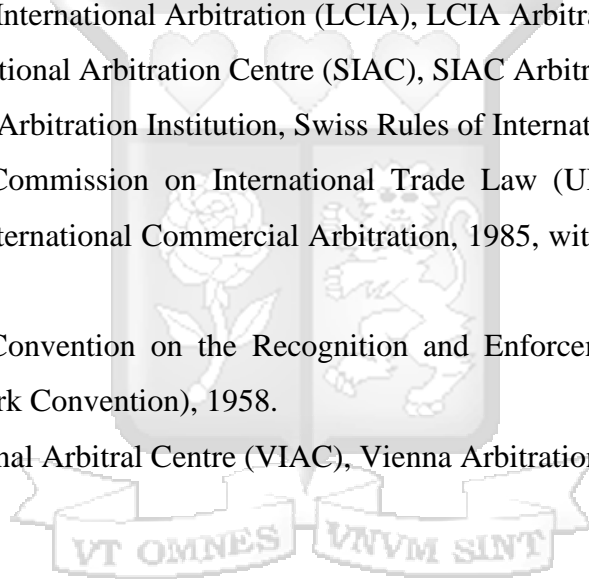 International Arbitration (LCIA), LCIA Arbitra
tional Arbitration Centre (SIAC), SIAC Arbitr
Arbitration Institution, Swiss Rules of Internat
Commission on International Trade Law (U
ternational Commercial Arbitration, 1985, wit
Convention on the Recognition and Enforce
rk Convention), 1958.
nal Arbitral Centre (VIAC), Vienna Arbitration
VT OMNES VNVM SINT